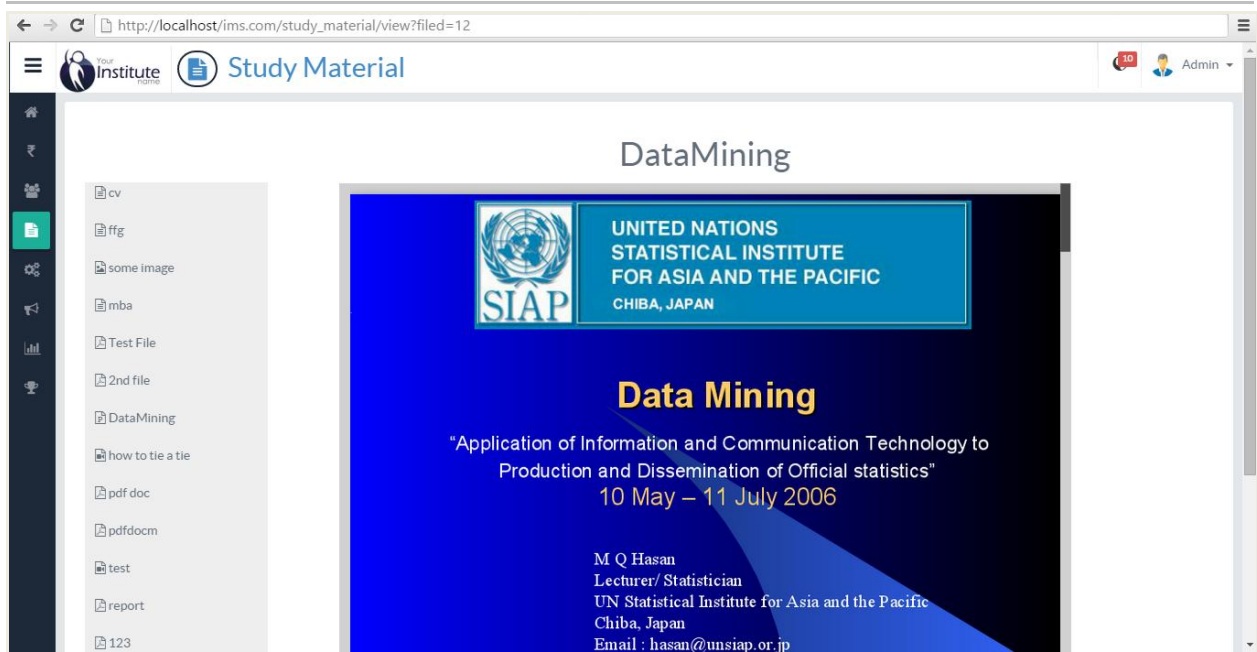 http://localhost/ims.com/study_material/view?filed=12
Your
Institute
name
Study Material
10
Admin
₹
DataMining
cv
ffg
some image
mba
Test File
2nd file
DataMining
how to tie a tie
pdf doc
pdfdocm
test
report
123
UNITED NATIONS
STATISTICAL INSTITUTE
FOR ASIA AND THE PACIFIC
CHIBA, JAPAN
SIAP
Data Mining
“Application of Information and Communication Technology to
Production and Dissemination of Official statistics”
10 May – 11 July 2006
M Q Hasan
Lecturer/ Statistician
UN Statistical Institute for Asia and the Pacific
Chiba, Japan
Email : hasan@unsiap.or.jp